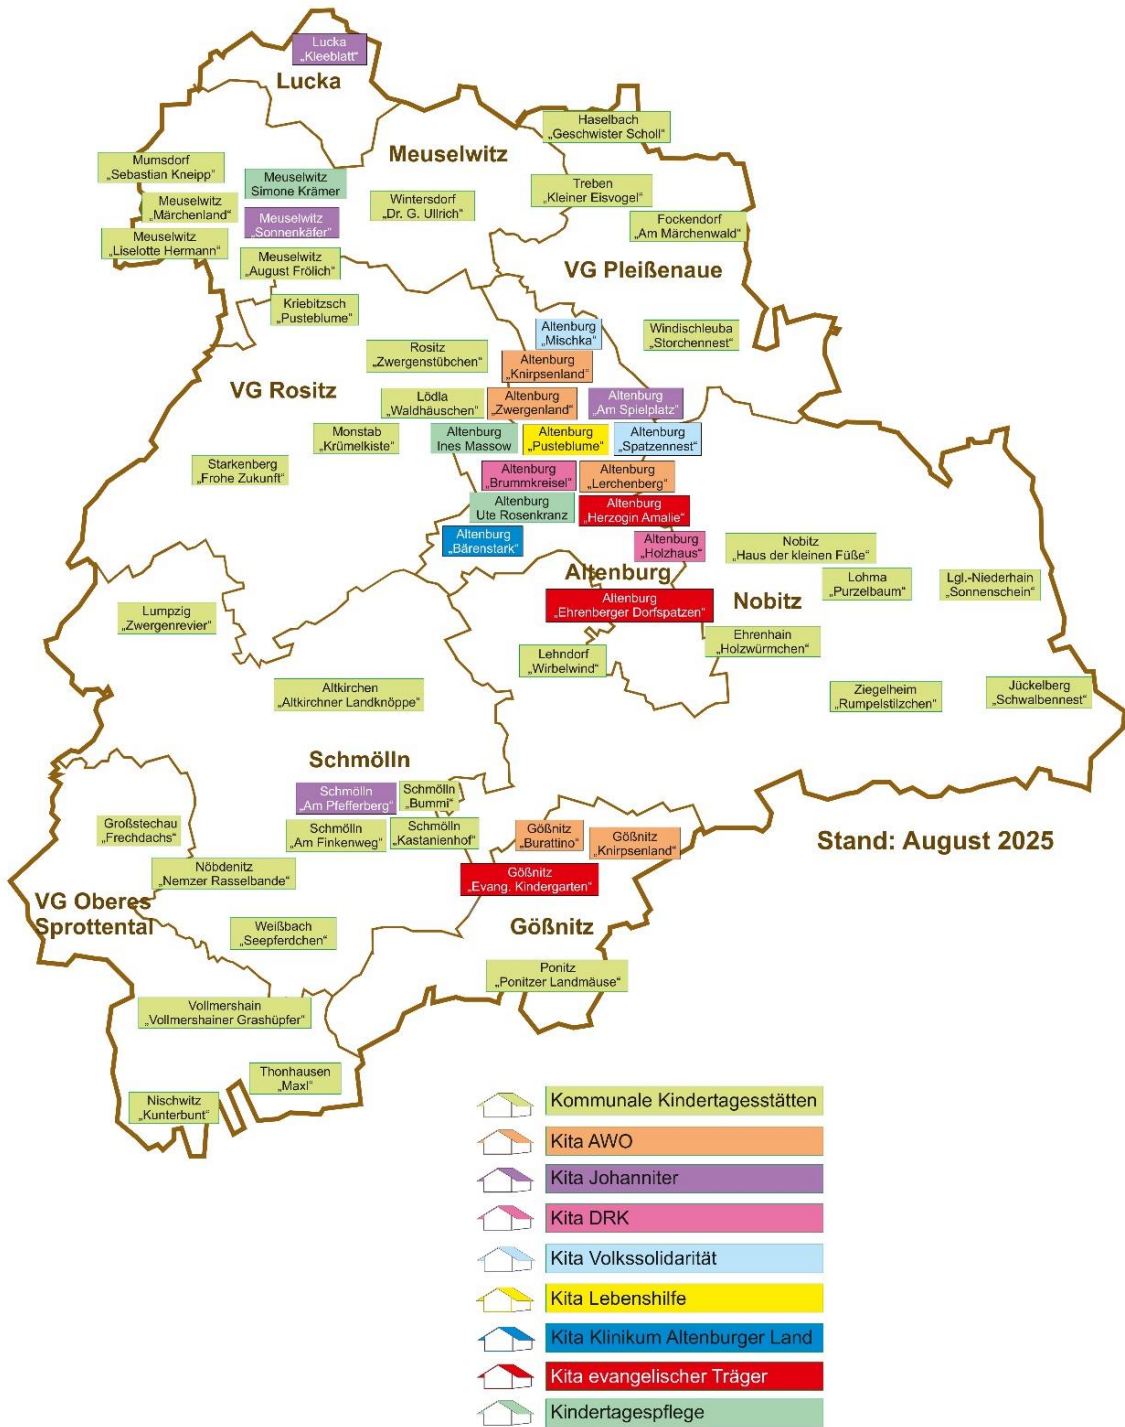 Lucka
„Kleeblatt“
Lucka
Haselbach
„Geschwister Scholl“
Meuselwitz
Mumsdorf
„Sebastian Kneipp“
Meuselwitz
Simone Krämer
Treben
„Kleiner Eisvogel“
Meuselwitz
„Märchenland“
Wintersdorf
„Dr. G. Ullrich“
Meuselwitz
„Sonnenkäfer“
Fockendorf
„Am Märchenwald“
Meuselwitz
„Liselotte Hermann“
Meuselwitz
„August Frölich“
VG Pleißenaue
Kriebitzsch
„Pusteblume“
Altenburg
„Mischka“
Windischleuba
„Storchennest“
Rositz
„Zwergenstübchen“
Altenburg
„Knirpsenland“
VG Rositz
Lödla
„Waldhäuschen“
Altenburg
„Zwergenland“
Altenburg
„Am Spielplatz“
Monstab
„Krümelkiste“
Altenburg
Ines Massow
Altenburg
„Pusteblume“
Altenburg
„Spatzennest“
Starkenberg
„Frohe Zukunft“
Altenburg
„Brummkreisel“
Altenburg
„Lerchenberg“
Altenburg
Ute Rosenkranz
Altenburg
„Herzogin Amalie“
Altenburg
„Bärenstark“
Altenburg
„Holzhaus“
Nobitz
„Haus der kleinen Füße“
Altenburg
Lohma
„Purzelbaum“
Lgl.-Niederhain
„Sonnenschein“
Altenburg
„Ehrenberger Dorfspatzen“
Nobitz
Lumpzig
„Zwergenrevier“
Ehrenhain
„Holzwürmchen“
Lehndorf
„Wirbelwind“
Altkirchen
„Altkirchner Landknöppe“
Ziegelheim
„Rumpelstilzchen“
Jückelberg
„Schwalbennest“
Schmölln
Schmölln
„Am Pfefferberg“
Schmölln
„Bummi“
Großstechau
„Frechdachs“
Schmölln
„Am Finkenweg“
Schmölln
„Kastanienhof“
Gößnitz
„Burattino“
Gößnitz
„Knirpsenland“
Stand: August 2025
Nöbdenitz
„Nemzer Rasselbande“
Gößnitz
„Evang. Kindergarten“
VG Oberes
Sprottental
Weißbach
„Seepferdchen“
Gößnitz
Ponitz
„Ponitzer Landmäuse“
Vollmershain
„Vollmershainer Grashüpfer“
Thonhausen
„Maxl“
Nischwitz
„Kunterbunt“
Kommunale Kindertagesstätten
Kita AWO
Kita Johanniter
Kita DRK
Kita Volkssolidarität
Kita Lebenshilfe
Kita Klinikum Altenburger Land
Kita evangelischer Träger
Kindertagespflege